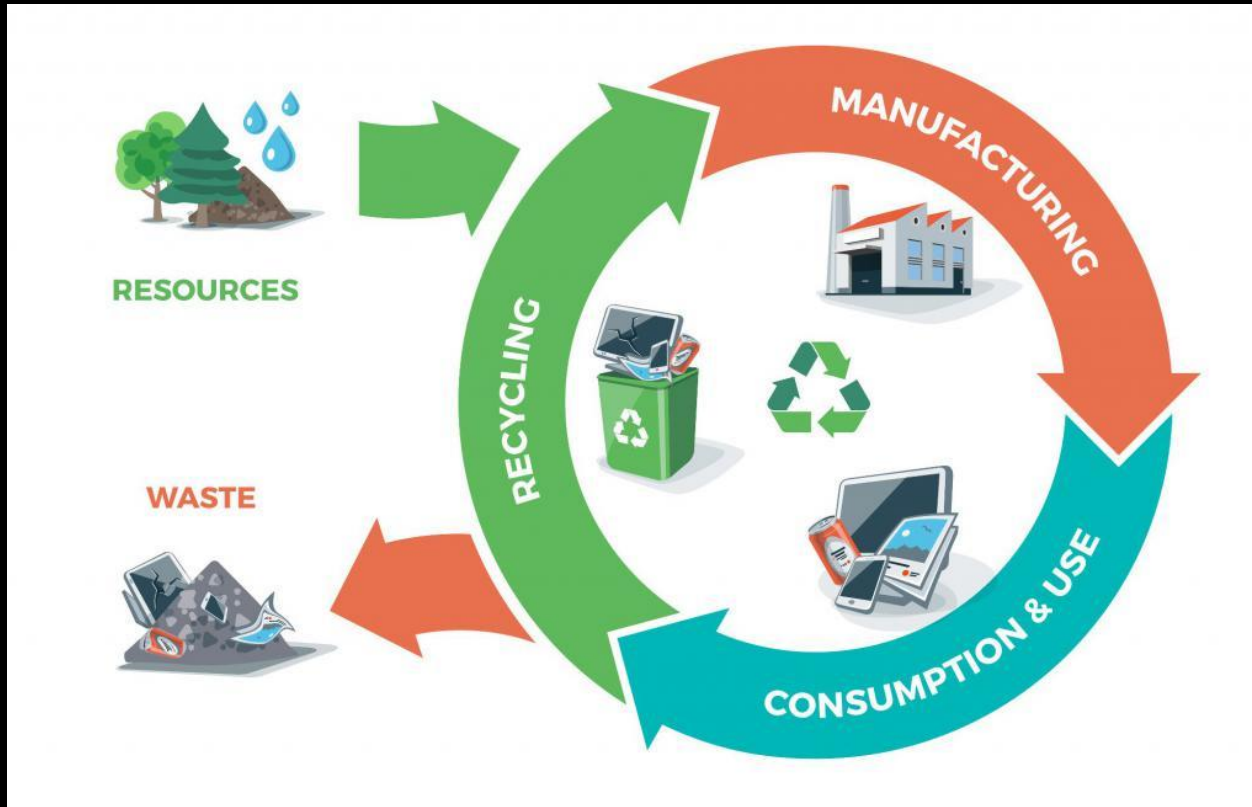 MANUFACTURING
RESOURCES
RECYCLING
WASTE
CONSUMPTION & USE